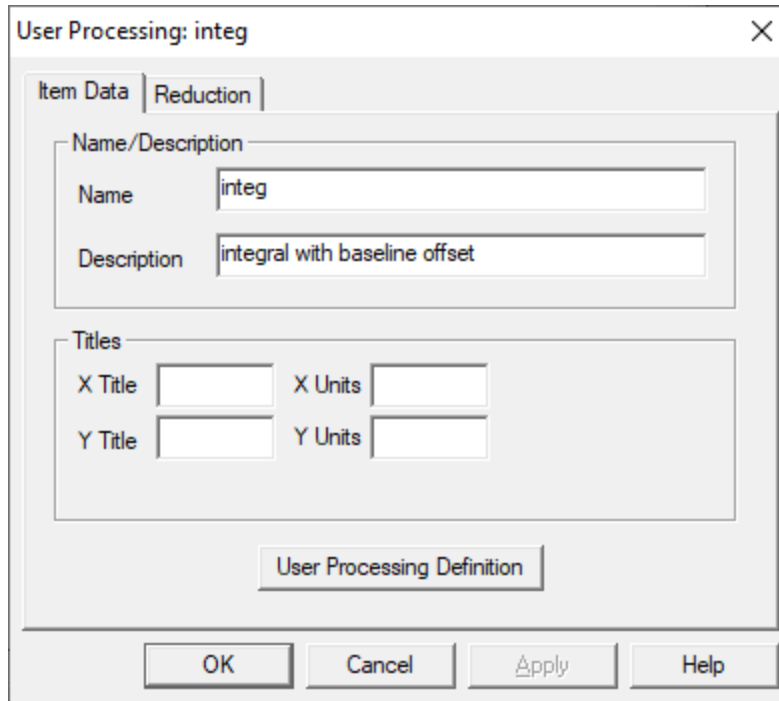 User Processing: integ
Item Data Reduction
Name/Description
Name integ
Description integral with baseline offset
Titles
X Title X Units
Y Title Y Units
User Processing Definition
OK Cancel Apply Help